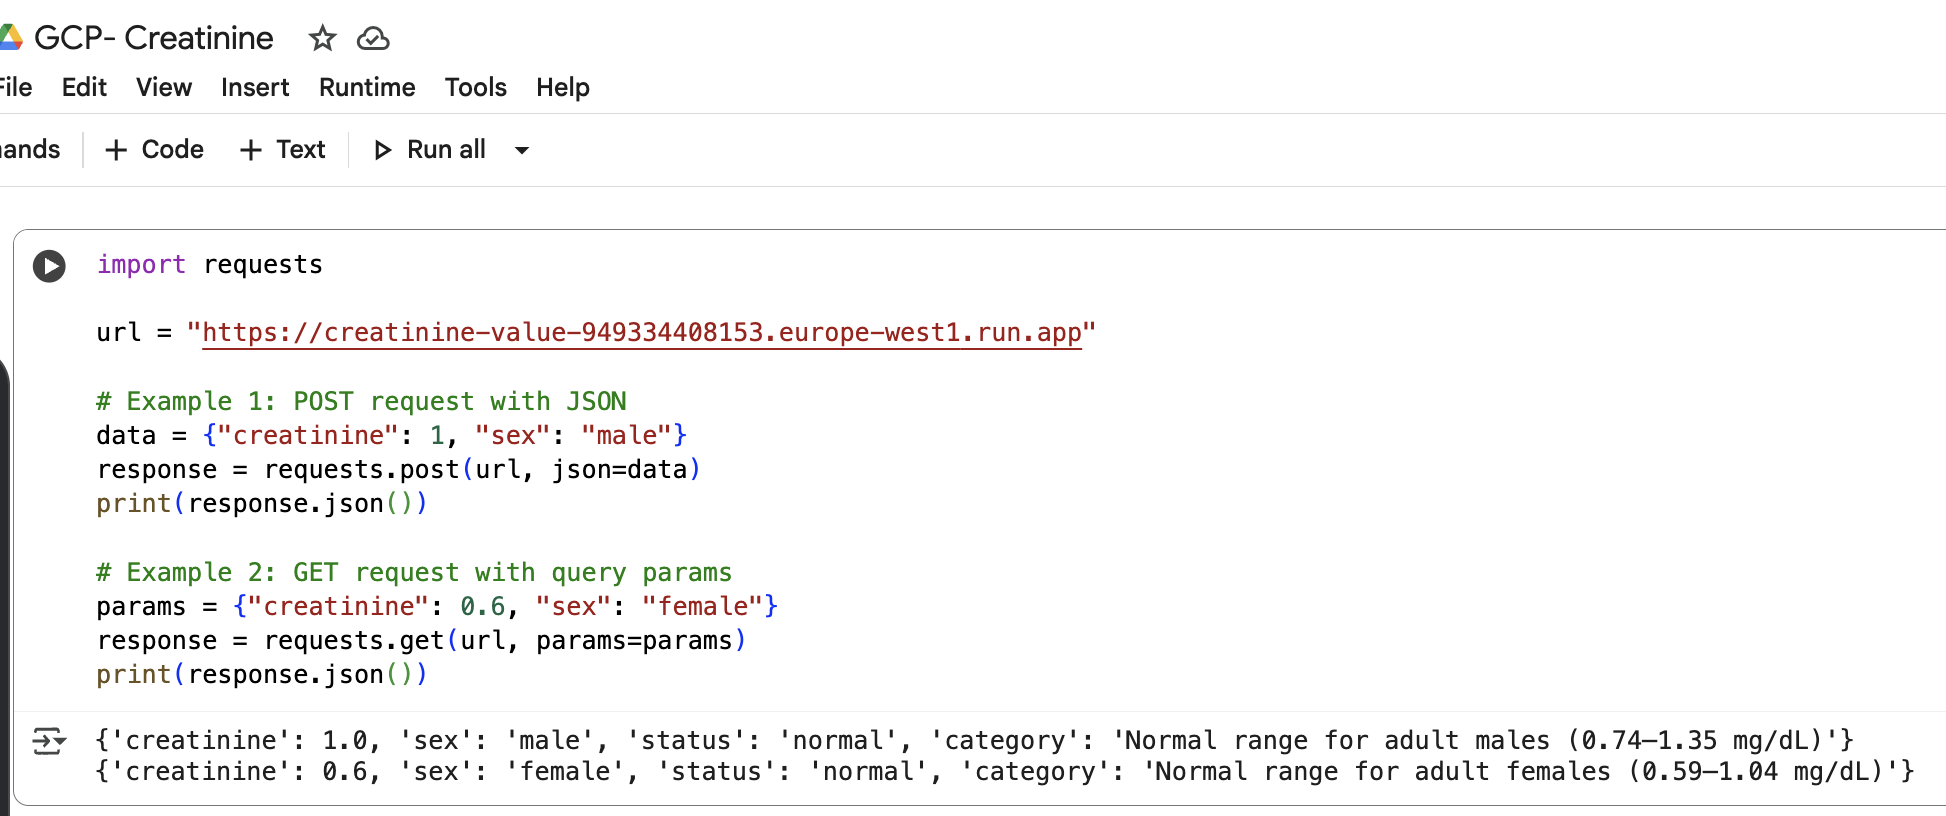 GCP- Creatinine
File Edit View Insert Runtime Tools Help
+ Code + Text Run all
import requests
url = "https://creatinine-value-949334408153.europe-west1.run.app"
# Example 1: POST request with JSON
data = {"creatinine": 1, "sex": "male"}
response = requests.post(url, json=data)
print(response.json())
# Example 2: GET request with query params
params = {"creatinine": 0.6, "sex": "female"}
response = requests.get(url, params=params)
print(response.json())
{'creatinine': 1.0, 'sex': 'male', 'status': 'normal', 'category': 'Normal range for adult males (0.74–1.35 mg/dL)'}
{'creatinine': 0.6, 'sex': 'female', 'status': 'normal', 'category': 'Normal range for adult females (0.59–1.04 mg/dL)'}